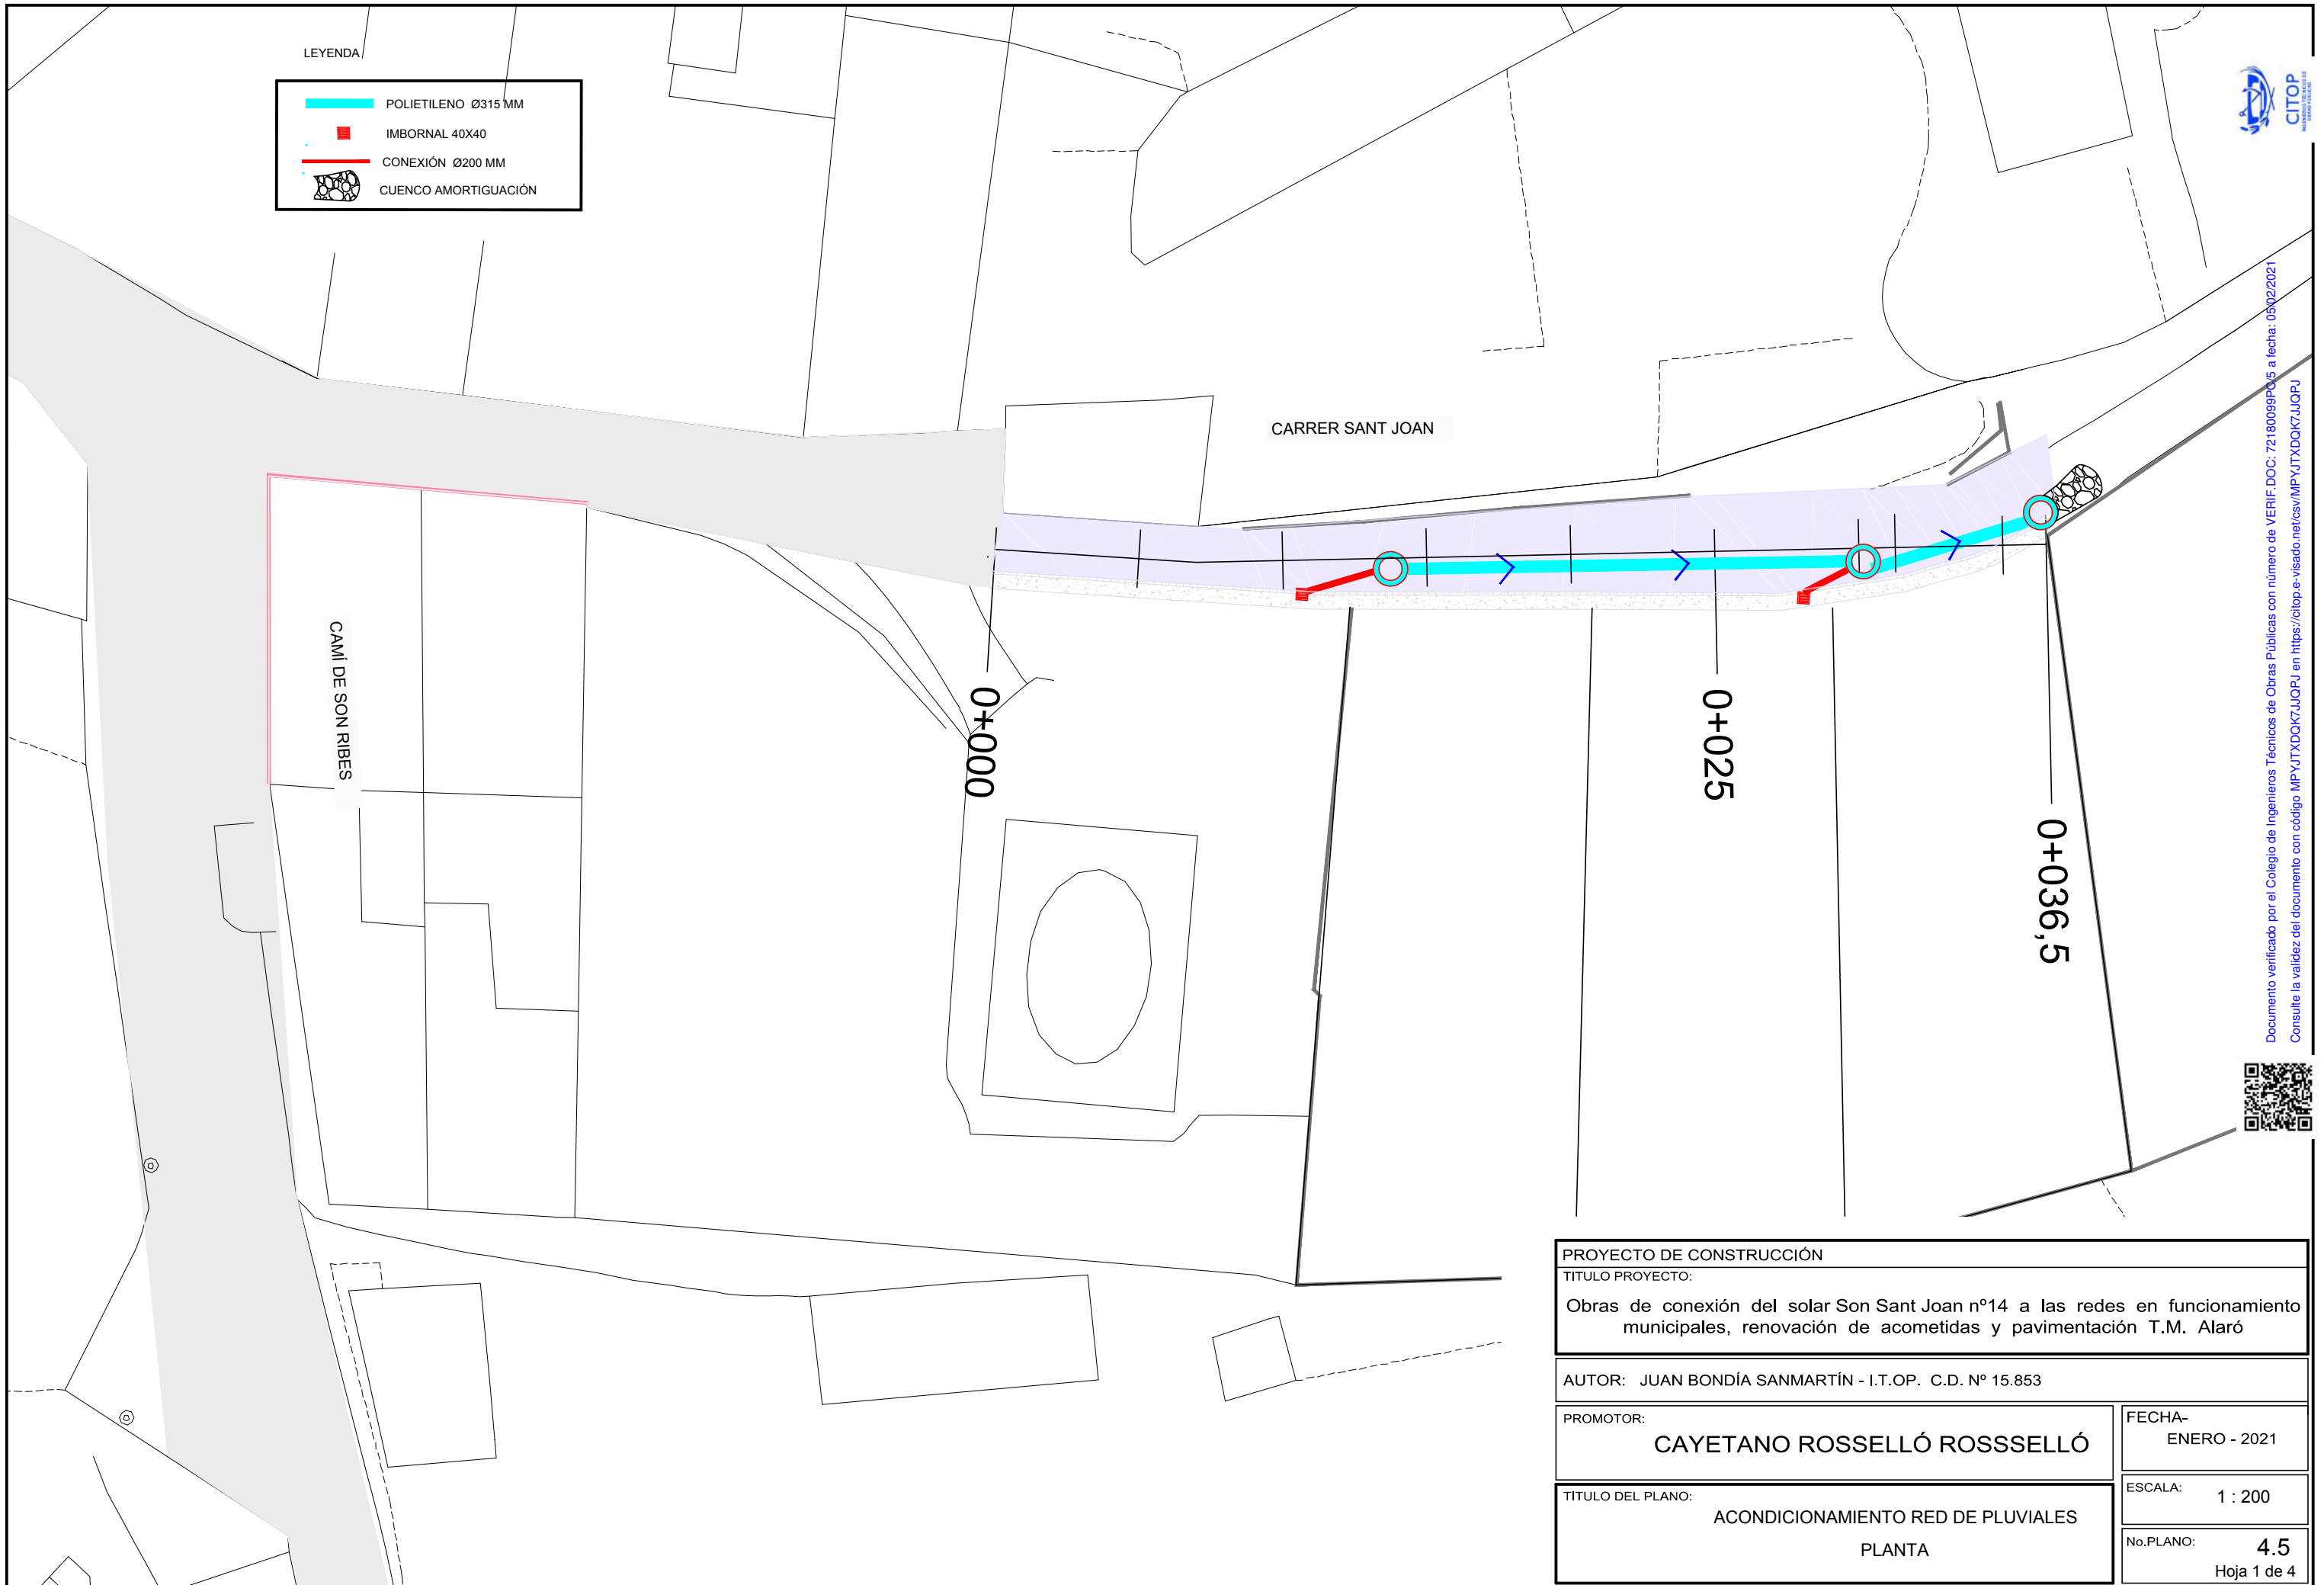 LEYENDA
POLIETILENO Ø315 MM
IMBORNAL 40X40
CONEXIÓN Ø200 MM
CUENCO AMORTIGUACIÓN
CITOP
CARRER SANT JOAN
CAMÍ DE SON RIBES
0+000
0+025
0+036,5
Documento verificado por el Colegio de Ingenieros Técnicos de Obras Públicas con número de VERIF.DOC: 72180099PC/5 a fecha: 05/02/2021
Consulte la validez del documento con código MPYJTXDQK7JJQPJ en https://citop.e-visado.net/csv/MPYJTXDQK7JJQPJ
PROYECTO DE CONSTRUCCIÓN
TITULO PROYECTO:
Obras de conexión del solar Son Sant Joan nº14 a las redes en funcionamiento
municipales, renovación de acometidas y pavimentación T.M. Alaró
AUTOR: JUAN BONDÍA SANMARTÍN - I.T.OP. C.D. Nº 15.853
PROMOTOR:
CAYETANO ROSSELLÓ ROSSSELLÓ
FECHA-
ENERO - 2021
TITULO DEL PLANO:
ACONDICIONAMIENTO RED DE PLUVIALES
PLANTA
ESCALA: 1 : 200
No.PLANO: 4.5
Hoja 1 de 4